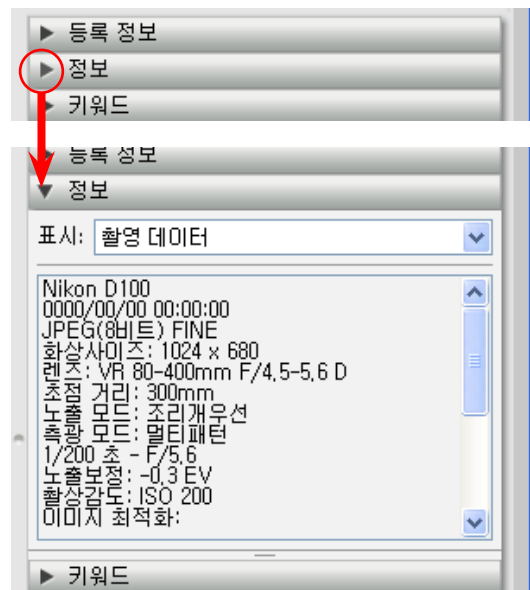 등록 정보
정보
키워드
등록 정보
정보
표시: 촬영 데이터
Nikon D100
0000/00/00 00:00:00
JPEG(8비트) FINE
화상사이즈: 1024 x 680
렌즈: VR 80-400mm F/4.5-5.6 D
초점 거리: 300mm
노출 모드: 조리개우선
측광 모드: 멀티패턴
1/200 초 - F/5.6
노출보정: -0.3 EV
촬상감도: ISO 200
이미지 최적화:
키워드